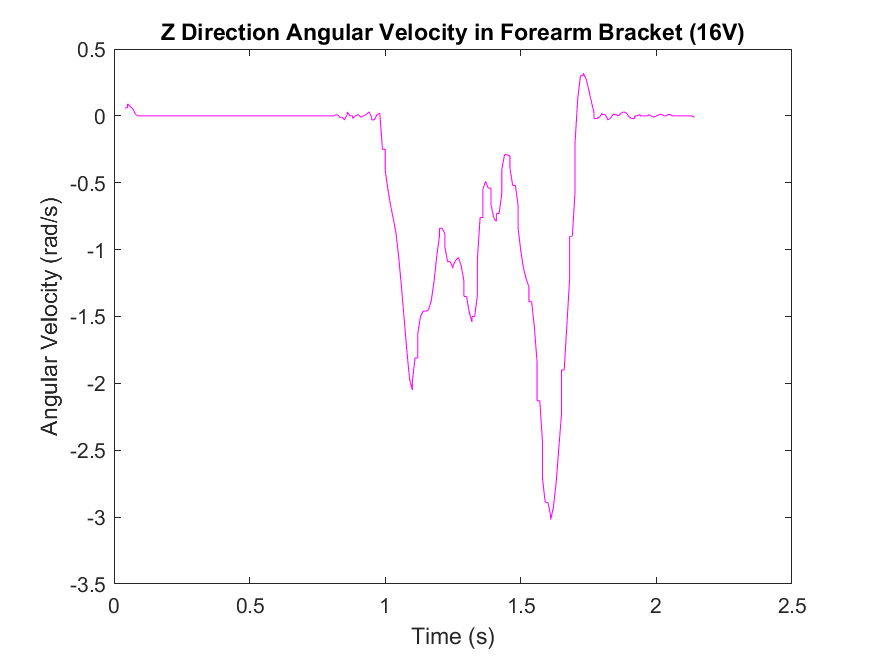 Z Direction Angular Velocity in Forearm Bracket (16V)
0.5
0
-0.5
-1
-1.5
-2
-2.5
-3
-3.5
Angular Velocity (rad/s)
0 0.5 1 1.5 2 2.5
Time (s)